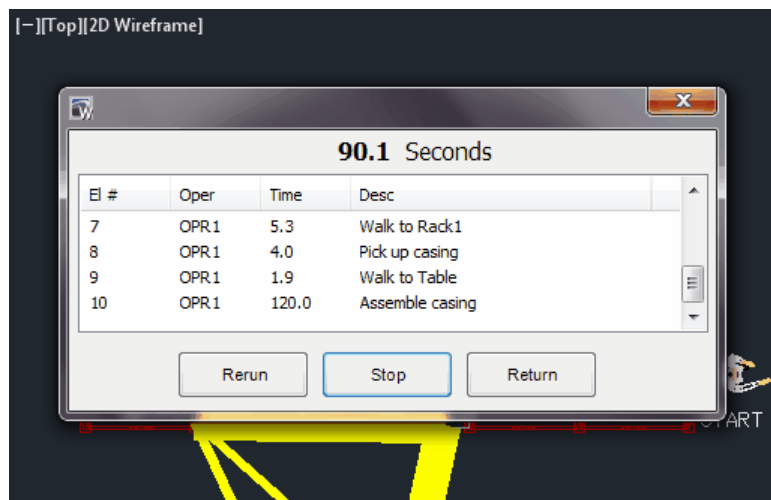 [−][Top][2D Wireframe]
90.1 Seconds
El # Oper Time Desc
7 OPR1 5.3 Walk to Rack1
8 OPR1 4.0 Pick up casing
9 OPR1 1.9 Walk to Table
10 OPR1 120.0 Assemble casing
Rerun Stop Return
START